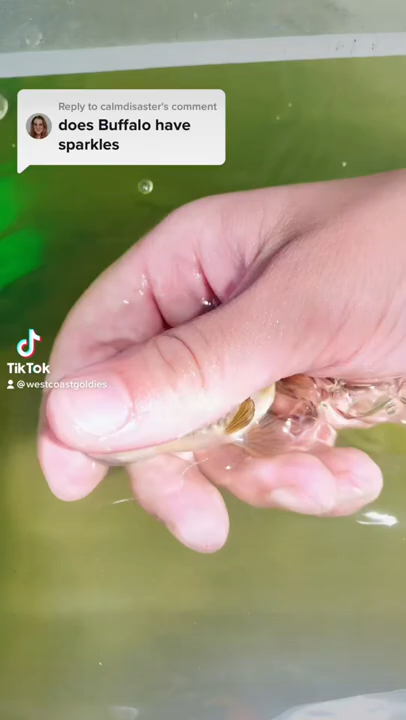 Reply to calmdisaster's comment
does Buffalo have
sparkles
TikTok
@westcoastgoldies